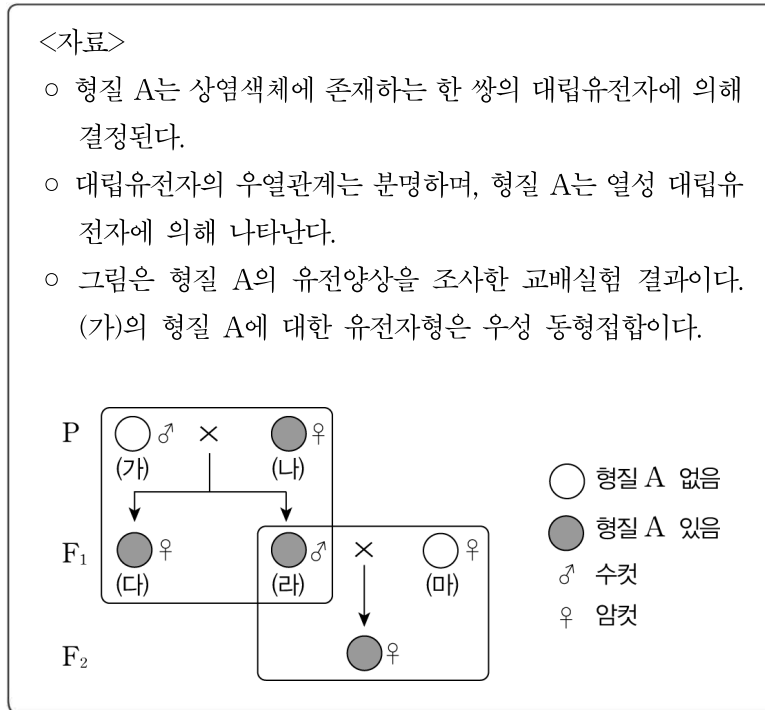 <자료>
○ 형질 A는 상염색체에 존재하는 한 쌍의 대립유전자에 의해
결정된다.
○ 대립유전자의 우열관계는 분명하며, 형질 A는 열성 대립유
전자에 의해 나타난다.
○ 그림은 형질 A의 유전양상을 조사한 교배실험 결과이다.
(가)의 형질 A에 대한 유전자형은 우성 동형접합이다.
P ♂ × ♀
(가) (나)
형질 A 없음
F₁ ♀ ♂ × ♀ 형질 A 있음
(다) (라) (마) ♂ 수컷
♀ 암컷
F₂ ♀